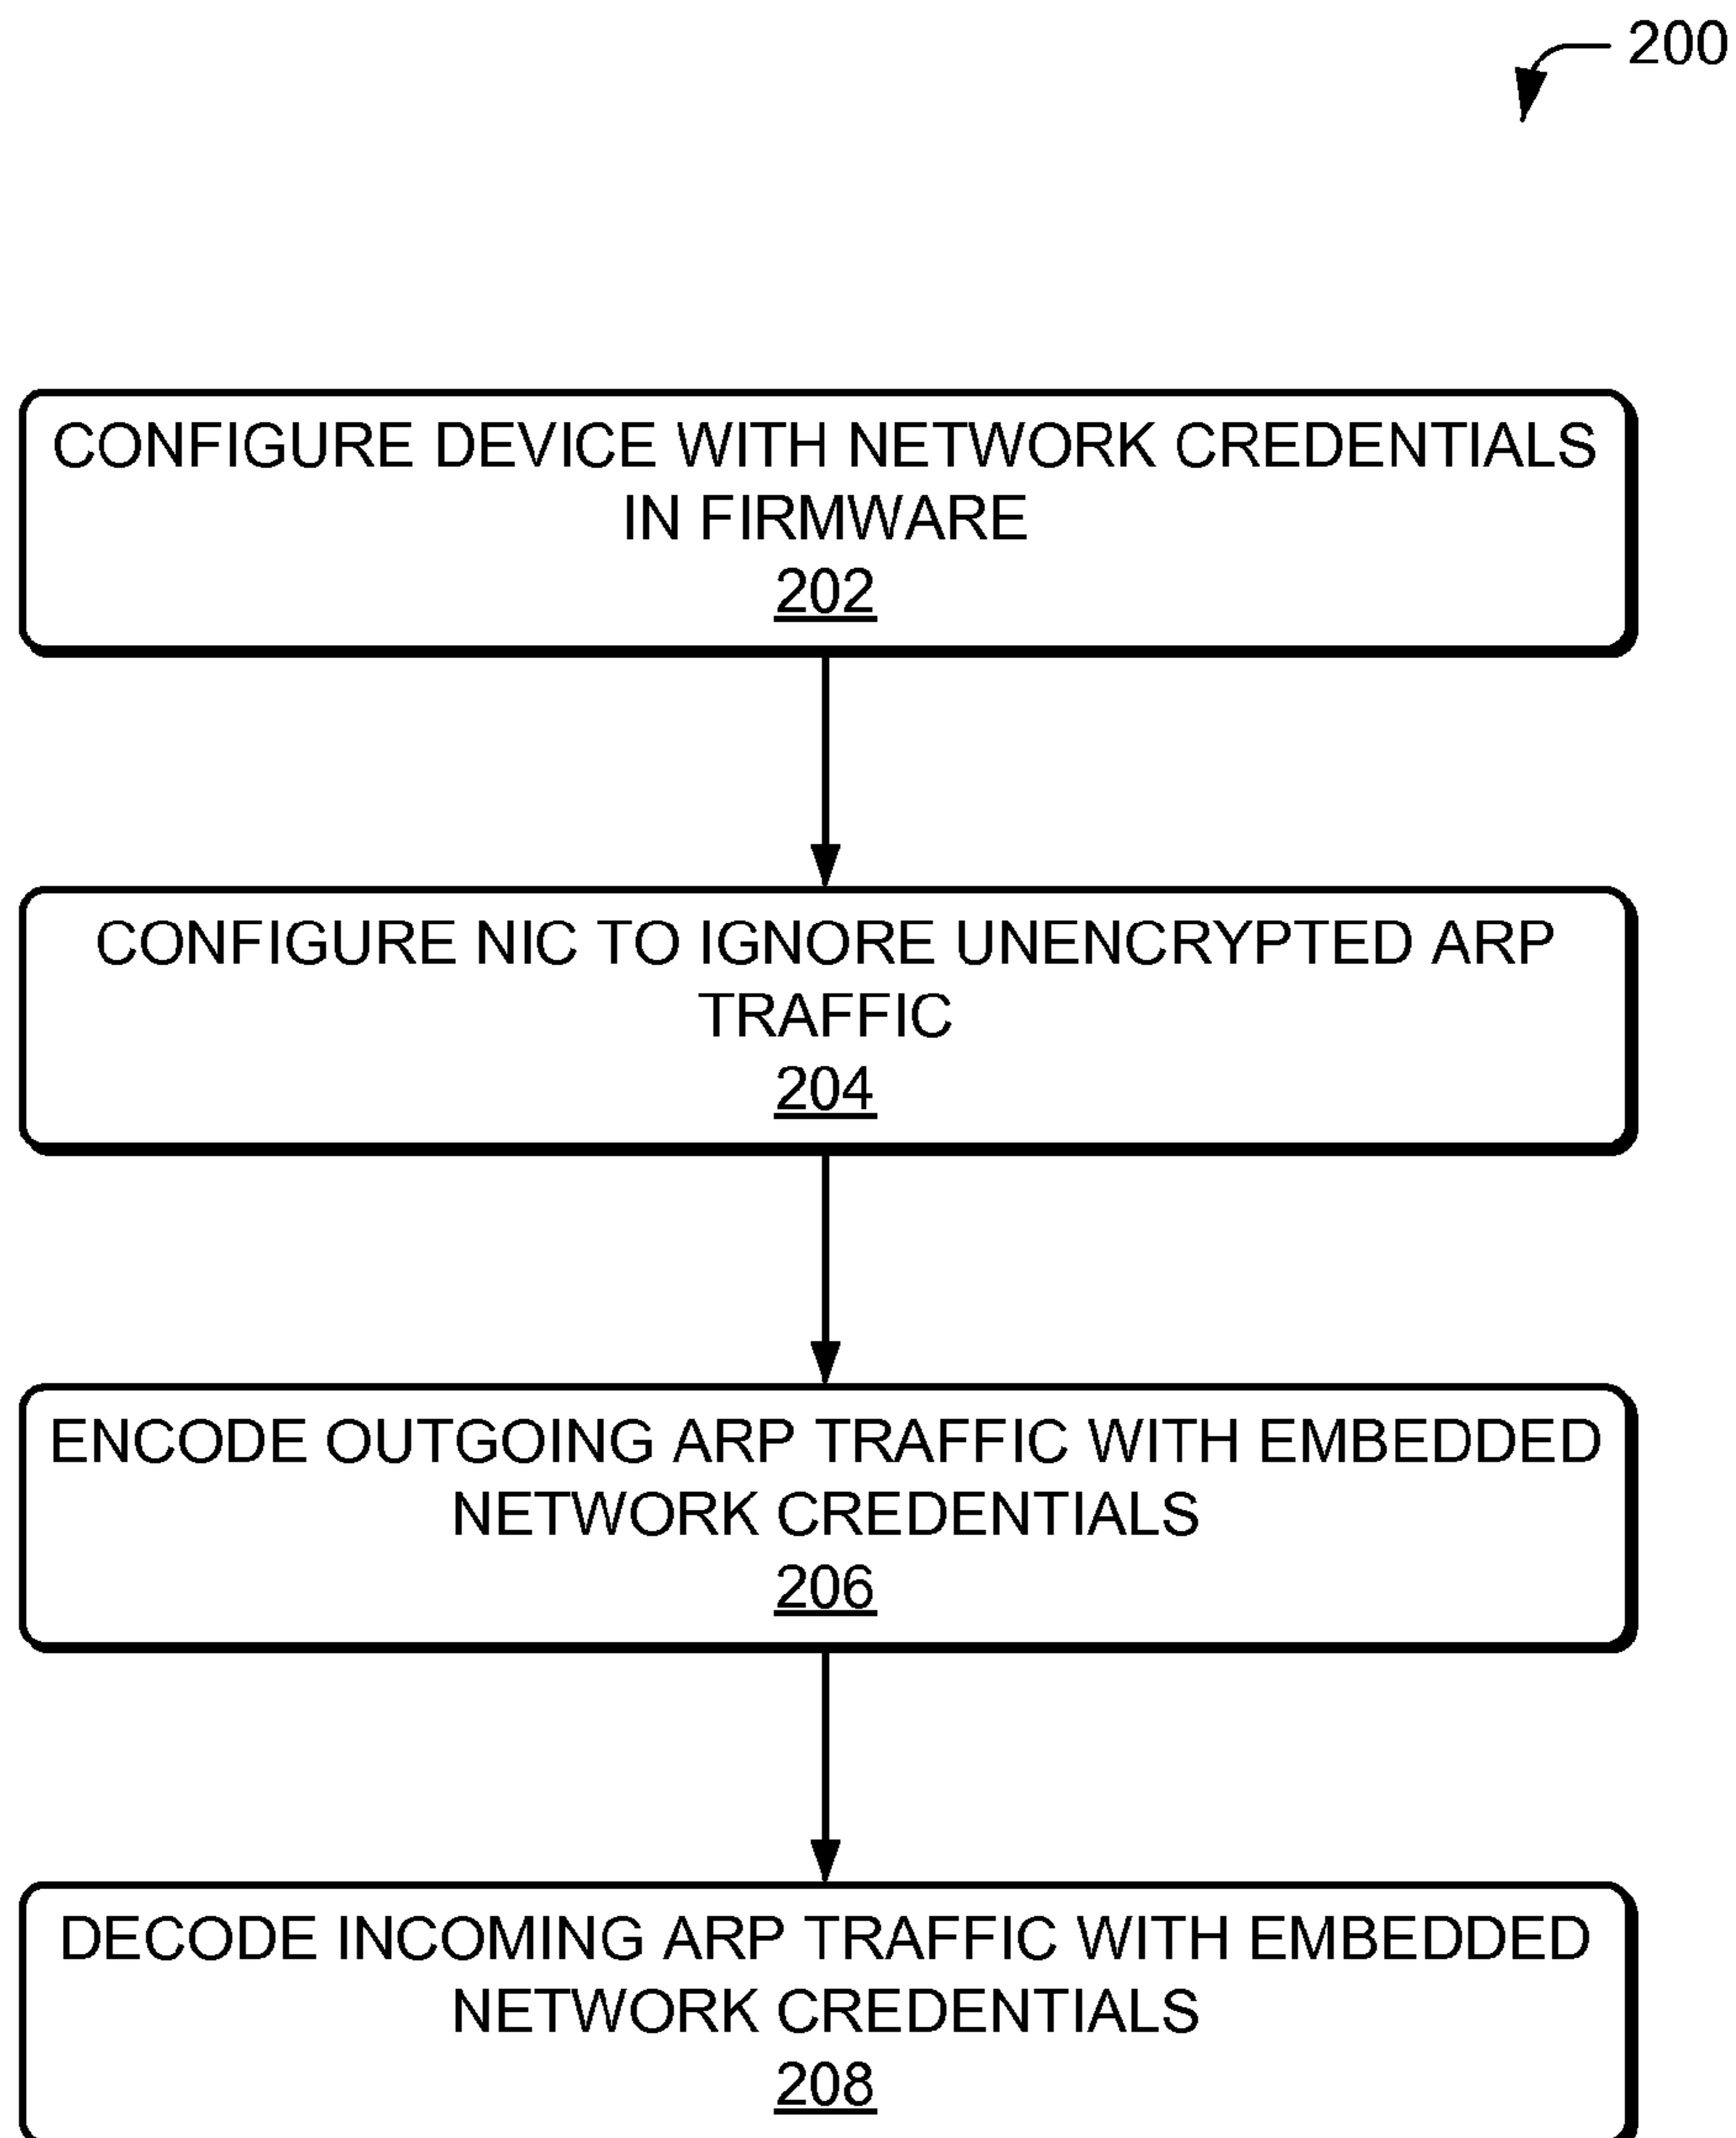 200
CONFIGURE DEVICE WITH NETWORK CREDENTIALS
IN FIRMWARE
202
CONFIGURE NIC TO IGNORE UNENCRYPTED ARP
TRAFFIC
204
ENCODE OUTGOING ARP TRAFFIC WITH EMBEDDED
NETWORK CREDENTIALS
206
DECODE INCOMING ARP TRAFFIC WITH EMBEDDED
NETWORK CREDENTIALS
208